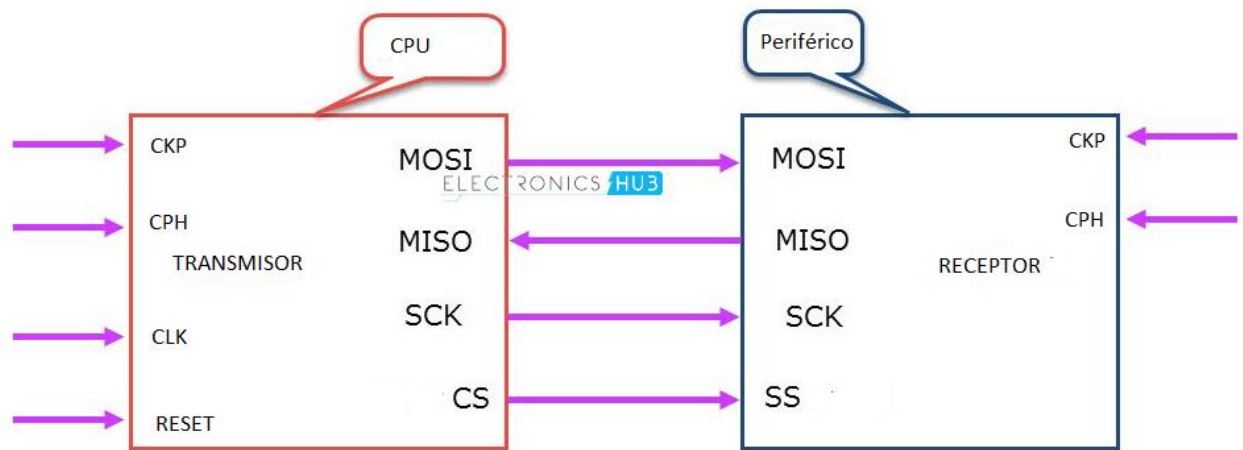 CPU
Periférico
CKP
CPH
TRANSMISOR
CLK
RESET
MOSI
MISO
SCK
CS
ELECTRONICS HUB
MOSI
MISO
SCK
SS
CKP
CPH
RECEPTOR